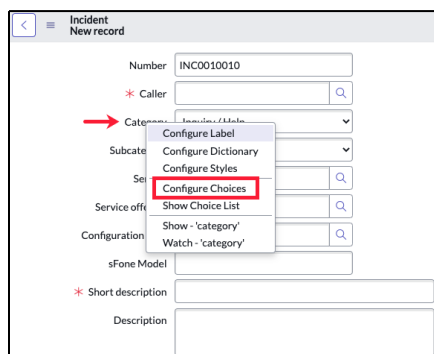 Incident
New record
Number INC0010010
* Caller
Category Inquiry / Help
Configure Label
Subcate Configure Dictionary
Configure Styles
Se
Configure Choices
Service offe Show Choice List
Configuration Show - 'category'
Watch - 'category'
sFone Model
* Short description
Description